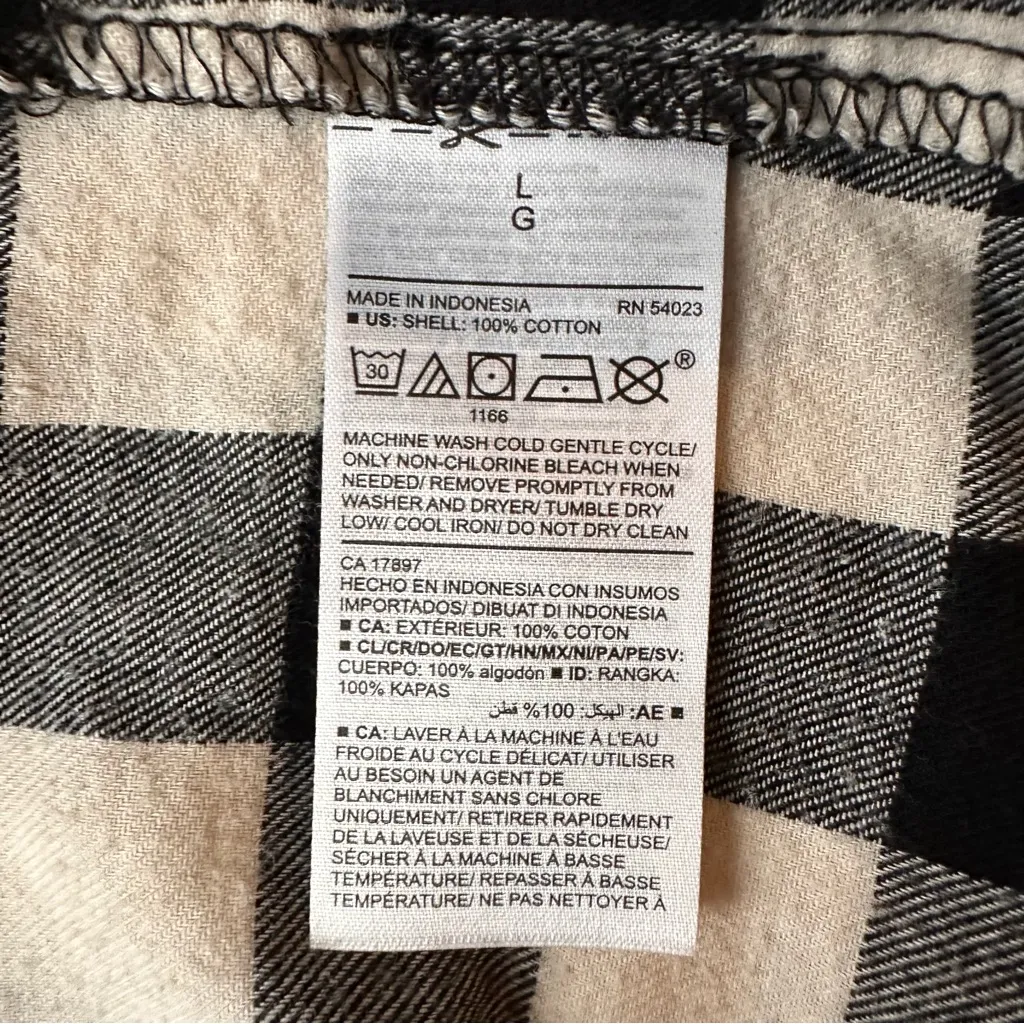 L
G
MADE IN INDONESIA RN 54023
■ US: SHELL: 100% COTTON
30
®
1166
MACHINE WASH COLD GENTLE CYCLE/
ONLY NON-CHLORINE BLEACH WHEN
NEEDED/ REMOVE PROMPTLY FROM
WASHER AND DRYER/ TUMBLE DRY
LOW/ COOL IRON/ DO NOT DRY CLEAN
CA 17897
HECHO EN INDONESIA CON INSUMOS
IMPORTADOS/ DIBUAT DI INDONESIA
■ CA: EXTÉRIEUR: 100% COTON
■ CL/CR/DO/EC/GT/HN/MX/NI/PA/PE/SV:
CUERPO: 100% algodón ■ ID: RANGKA:
100% KAPAS
■ AE: الهيكل: 100% قطن
■ CA: LAVER À LA MACHINE À L'EAU
FROIDE AU CYCLE DÉLICAT/ UTILISER
AU BESOIN UN AGENT DE
BLANCHIMENT SANS CHLORE
UNIQUEMENT/ RETIRER RAPIDEMENT
DE LA LAVEUSE ET DE LA SÉCHEUSE/
SÉCHER À LA MACHINE À BASSE
TEMPÉRATURE/ REPASSER À BASSE
TEMPÉRATURE/ NE PAS NETTOYER À